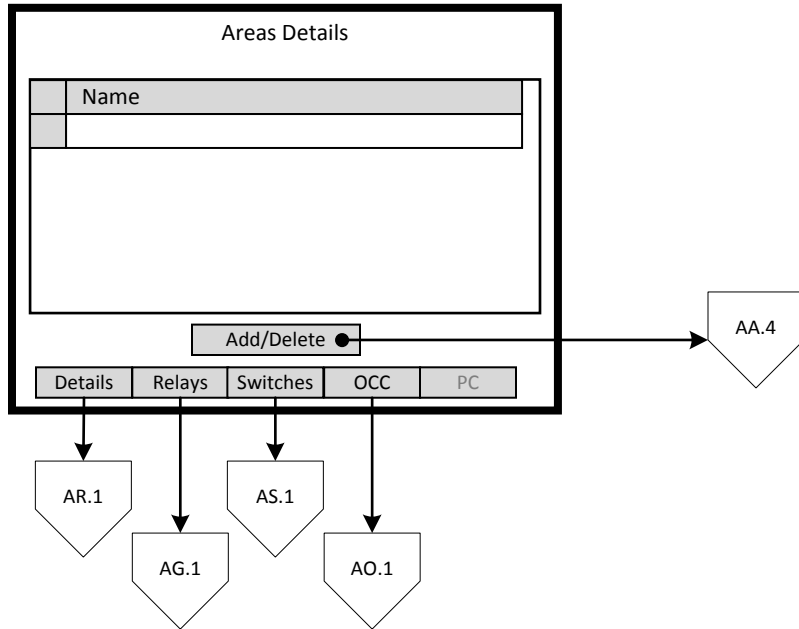 Areas Details
Name
AA.4
Add/Delete
Details Relays Switches OCC PC
AR.1 AS.1
AG.1 AO.1